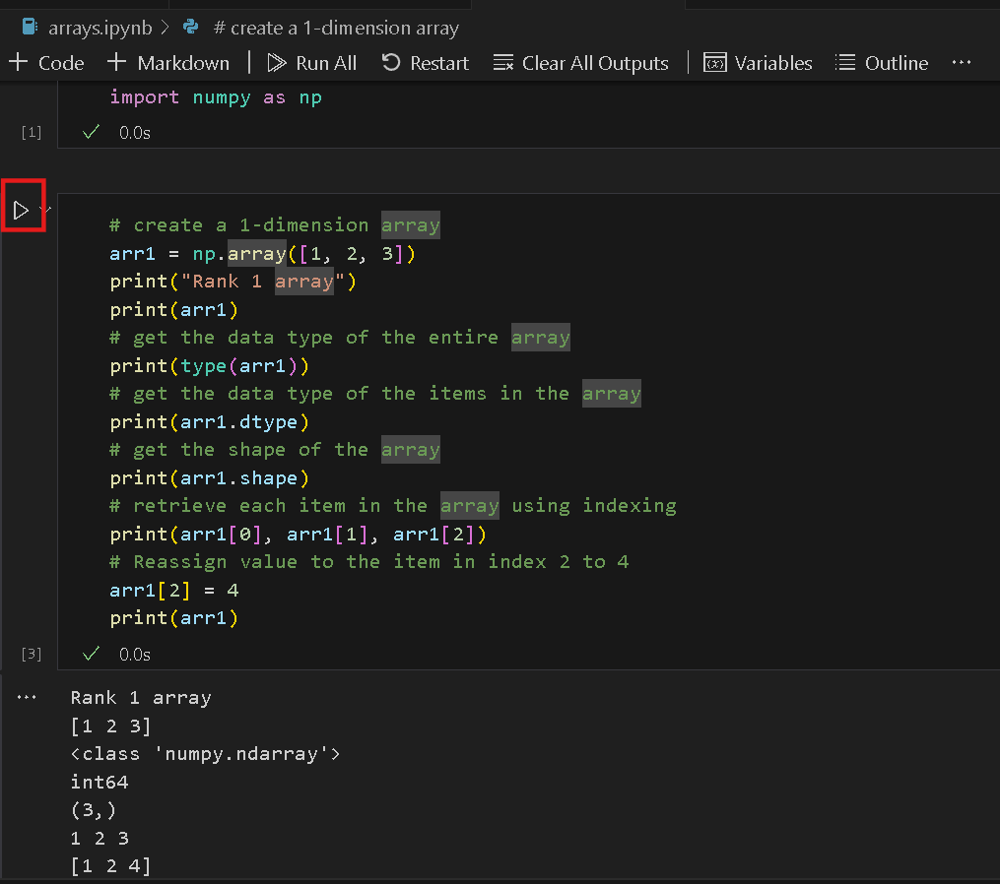 arrays.ipynb > # create a 1-dimension array
+ Code + Markdown | Run All Restart Clear All Outputs | Variables Outline ...
import numpy as np
[1] ✓ 0.0s
# create a 1-dimension array
arr1 = np.array([1, 2, 3])
print("Rank 1 array")
print(arr1)
# get the data type of the entire array
print(type(arr1))
# get the data type of the items in the array
print(arr1.dtype)
# get the shape of the array
print(arr1.shape)
# retrieve each item in the array using indexing
print(arr1[0], arr1[1], arr1[2])
# Reassign value to the item in index 2 to 4
arr1[2] = 4
print(arr1)
[3] ✓ 0.0s
... Rank 1 array
[1 2 3]
<class 'numpy.ndarray'>
int64
(3,)
1 2 3
[1 2 4]